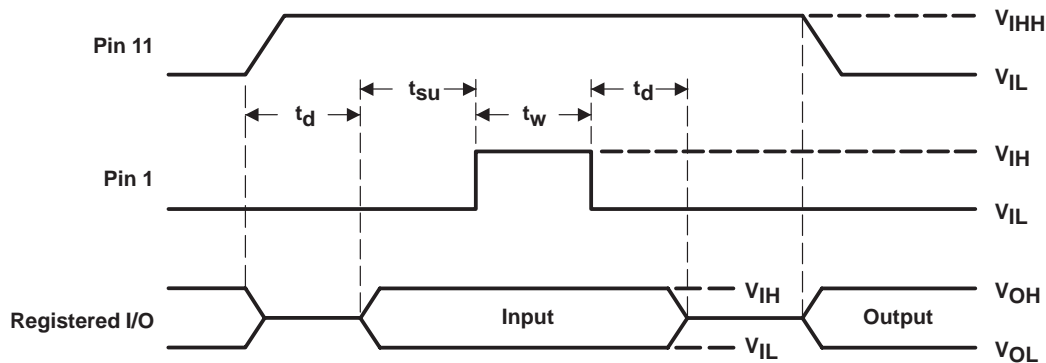 Pin 11
VIHH
VIL
td
tsu
tw
td
Pin 1
VIH
VIL
Registered I/O
Input
VIH
VIL
Output
VOH
VOL